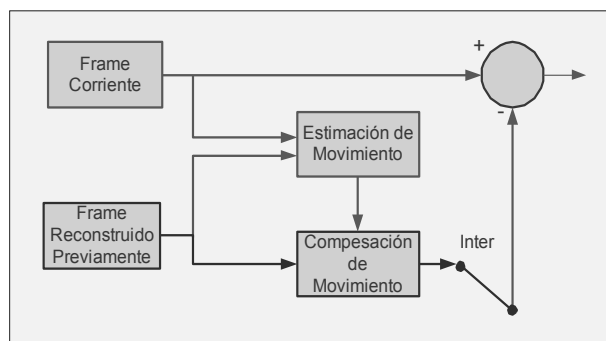 Frame
Corriente
+
-
Estimación de
Movimiento
Frame
Reconstruido
Previamente
Compesación
de
Movimiento
Inter